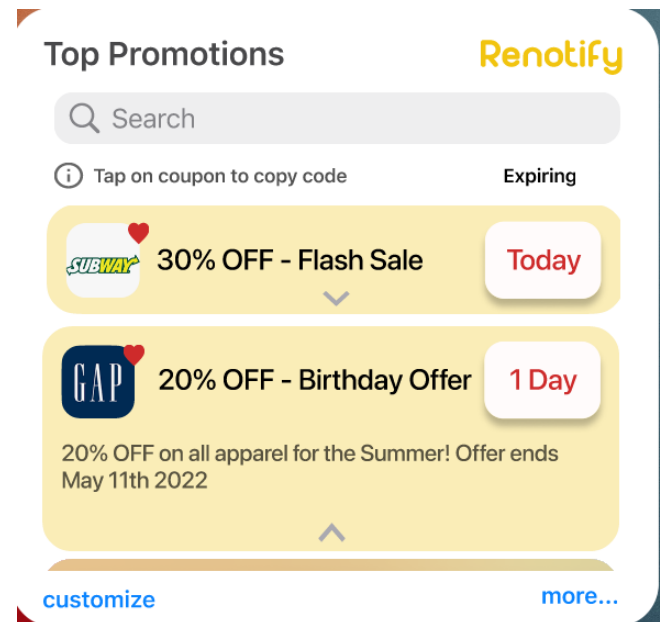 Top Promotions Renotify
Search
Tap on coupon to copy code Expiring
SUBWAY 30% OFF - Flash Sale Today
GAP 20% OFF - Birthday Offer 1 Day
20% OFF on all apparel for the Summer! Offer ends
May 11th 2022
customize more...